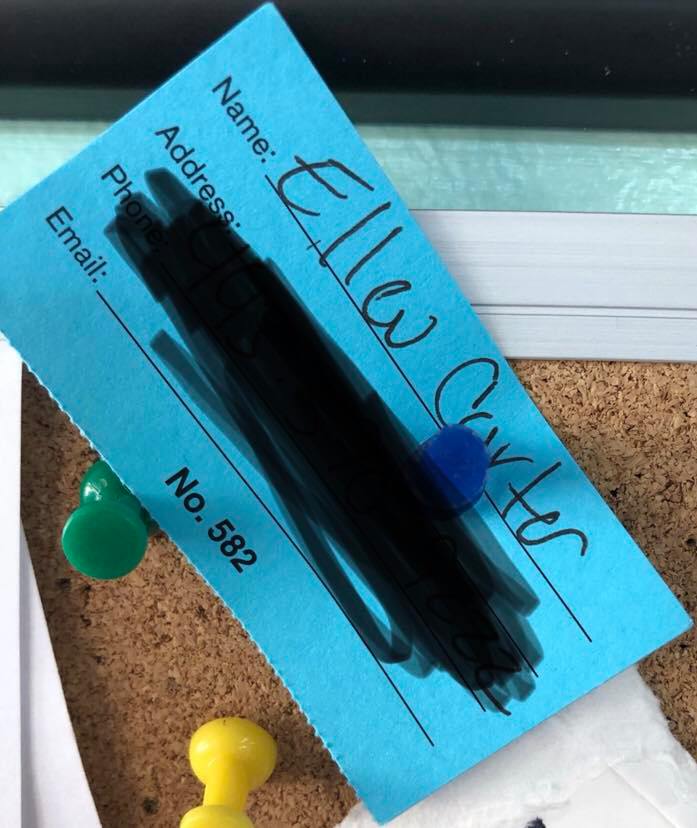 Name: Ellen Carter
Address:
Phone:
Email:
No. 582